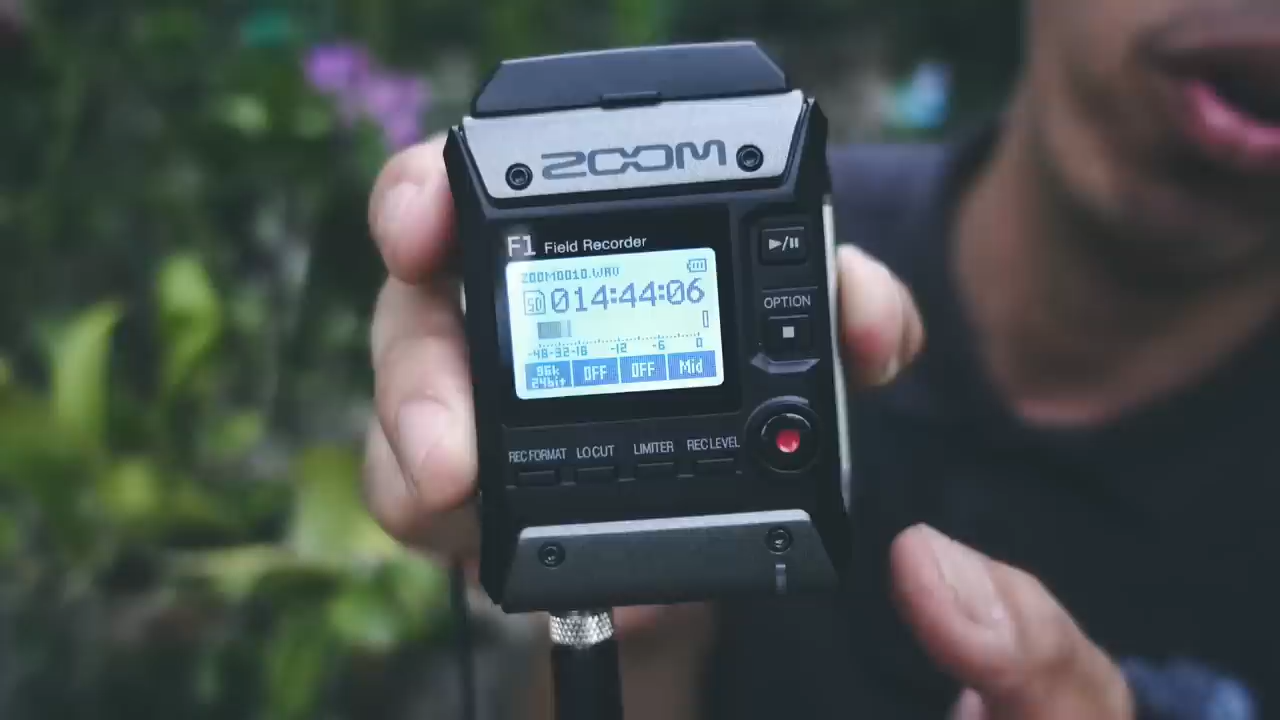 ZOOM
F1 Field Recorder
ZOOM0010.WAV
SD 014:44:06
-48-32-18 -12 -6 0
96k 24bit OFF OFF Mid
OPTION
REC FORMAT LO CUT LIMITER REC LEVEL